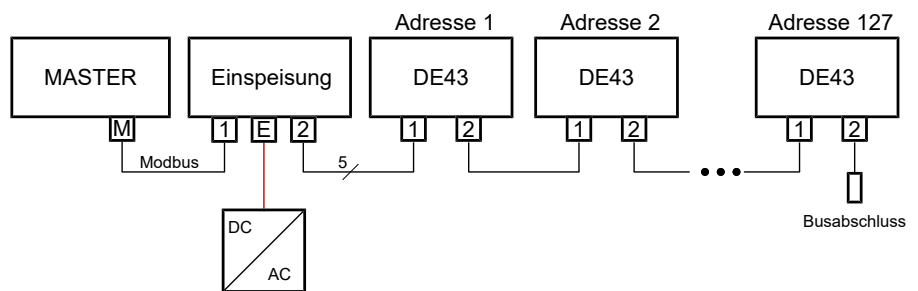 Adresse 1
Adresse 2
Adresse 127
MASTER
Einspeisung
DE43
DE43
DE43
M
1
E
2
1
2
1
2
1
2
Modbus
5
Busabschluss
DC
AC